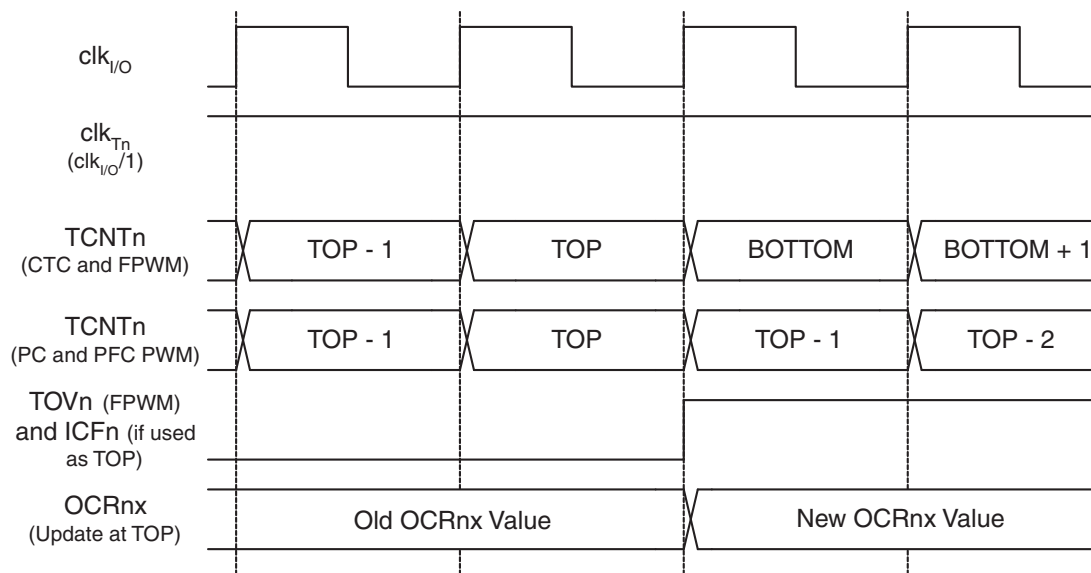 clkI/O
clkTn
(clkI/O/1)
TCNTn
(CTC and FPWM)
TOP - 1 TOP BOTTOM BOTTOM + 1
TCNTn
(PC and PFC PWM)
TOP - 1 TOP TOP - 1 TOP - 2
TOVn (FPWM)
and ICFn (if used
as TOP)
OCRnx
(Update at TOP)
Old OCRnx Value New OCRnx Value